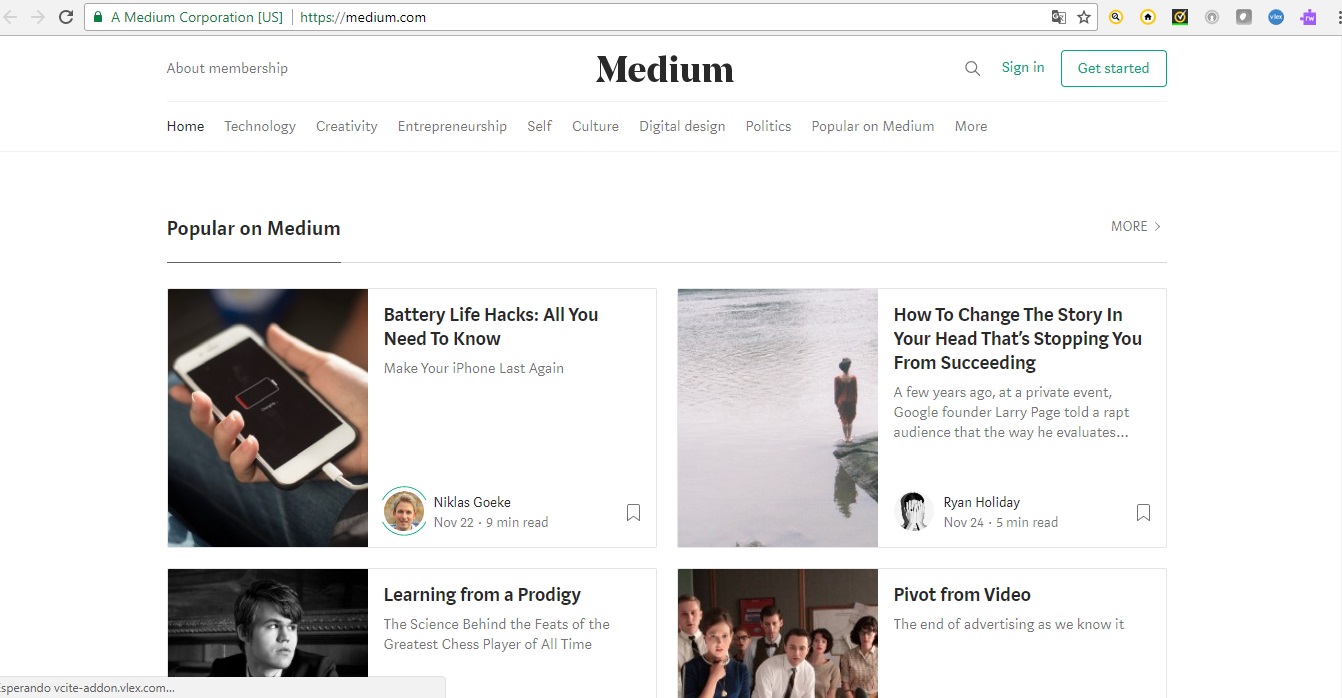 A Medium Corporation [US] https://medium.com
vlex
rw
About membership
Medium
Sign in
Get started
Home Technology Creativity Entrepreneurship Self Culture Digital design Politics Popular on Medium More
Popular on Medium
MORE
Battery Life Hacks: All You
Need To Know
Make Your iPhone Last Again
Niklas Goeke
Nov 22 · 9 min read
How To Change The Story In
Your Head That's Stopping You
From Succeeding
A few years ago, at a private event,
Google founder Larry Page told a rapt
audience that the way he evaluates...
Ryan Holiday
Nov 24 · 5 min read
Learning from a Prodigy
The Science Behind the Feats of the
Greatest Chess Player of All Time
Pivot from Video
The end of advertising as we know it
sperando vcite-addon.vlex.com...